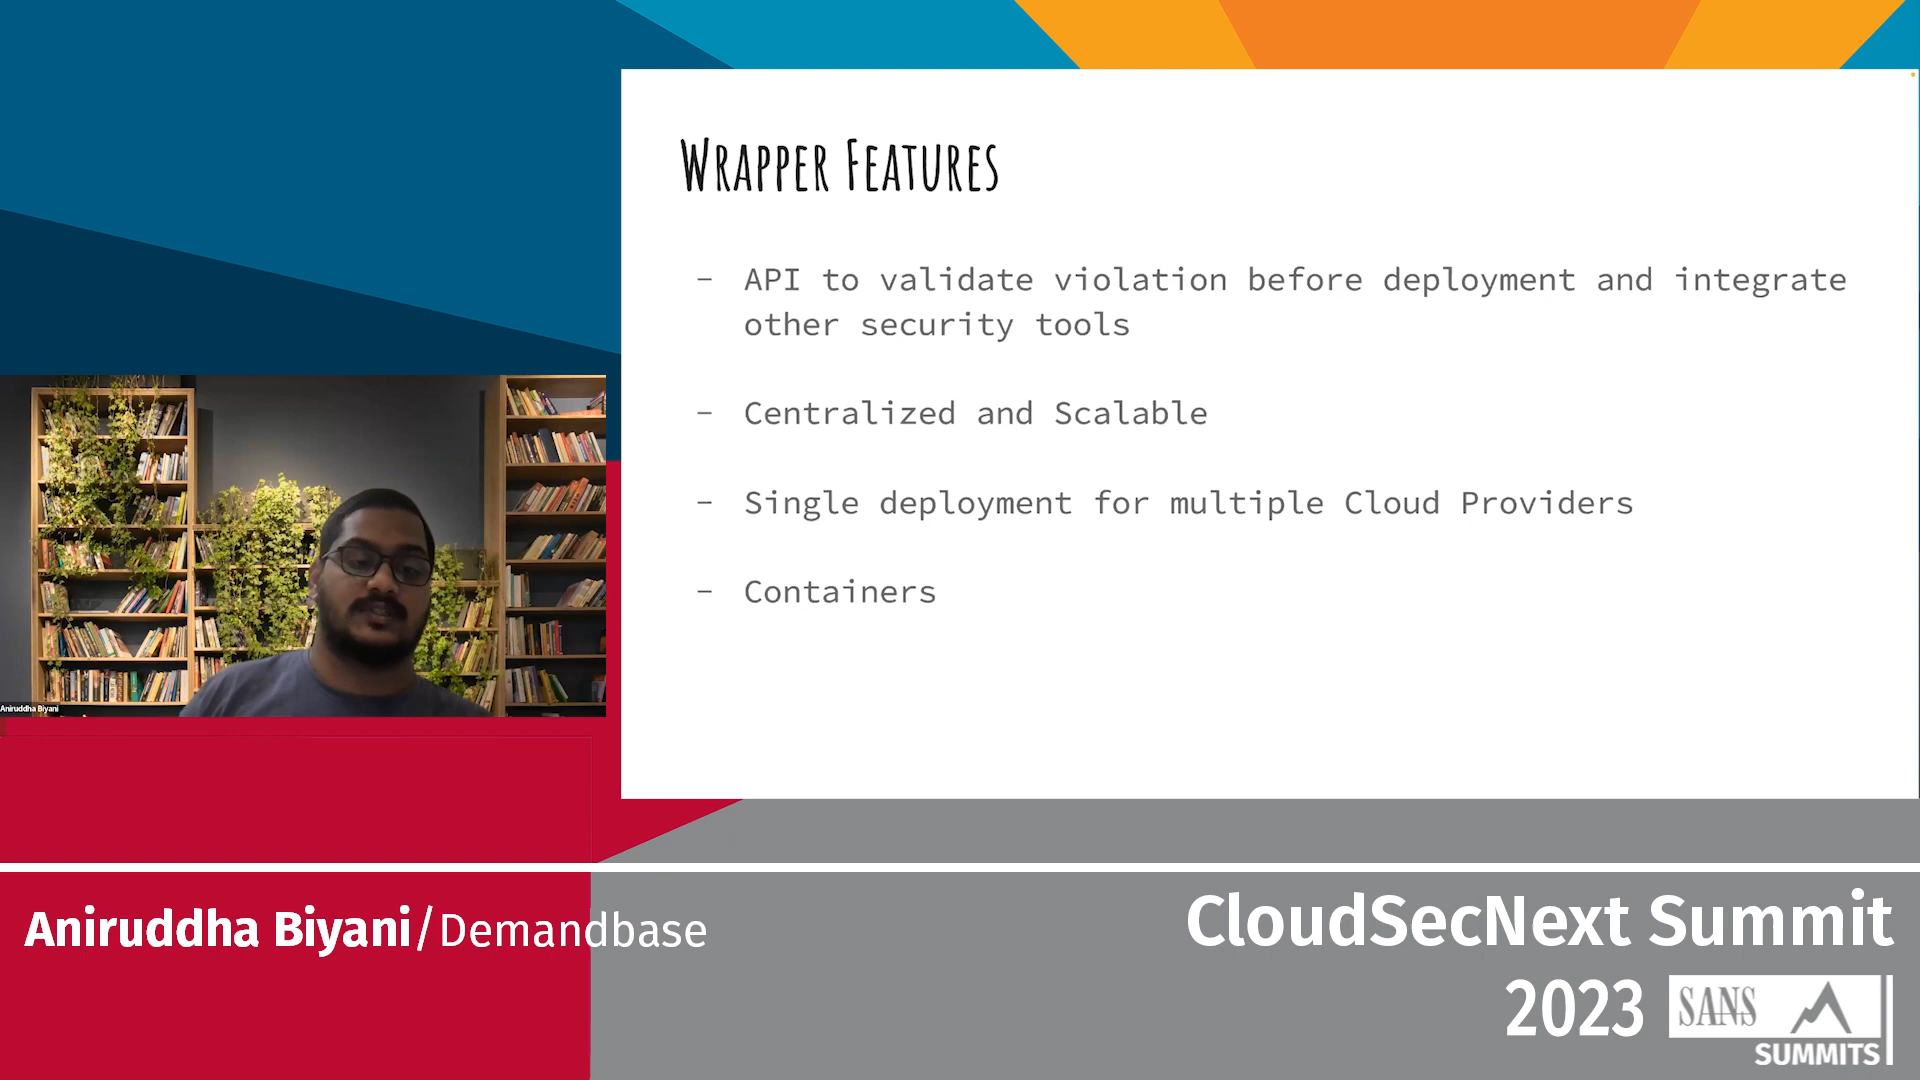 WRAPPER FEATURES
- API to validate violation before deployment and integrate
other security tools
- Centralized and Scalable
- Single deployment for multiple Cloud Providers
- Containers
Aniruddha Biyani
Aniruddha Biyani/Demandbase
CloudSecNext Summit
2023
SANS
SUMMITS